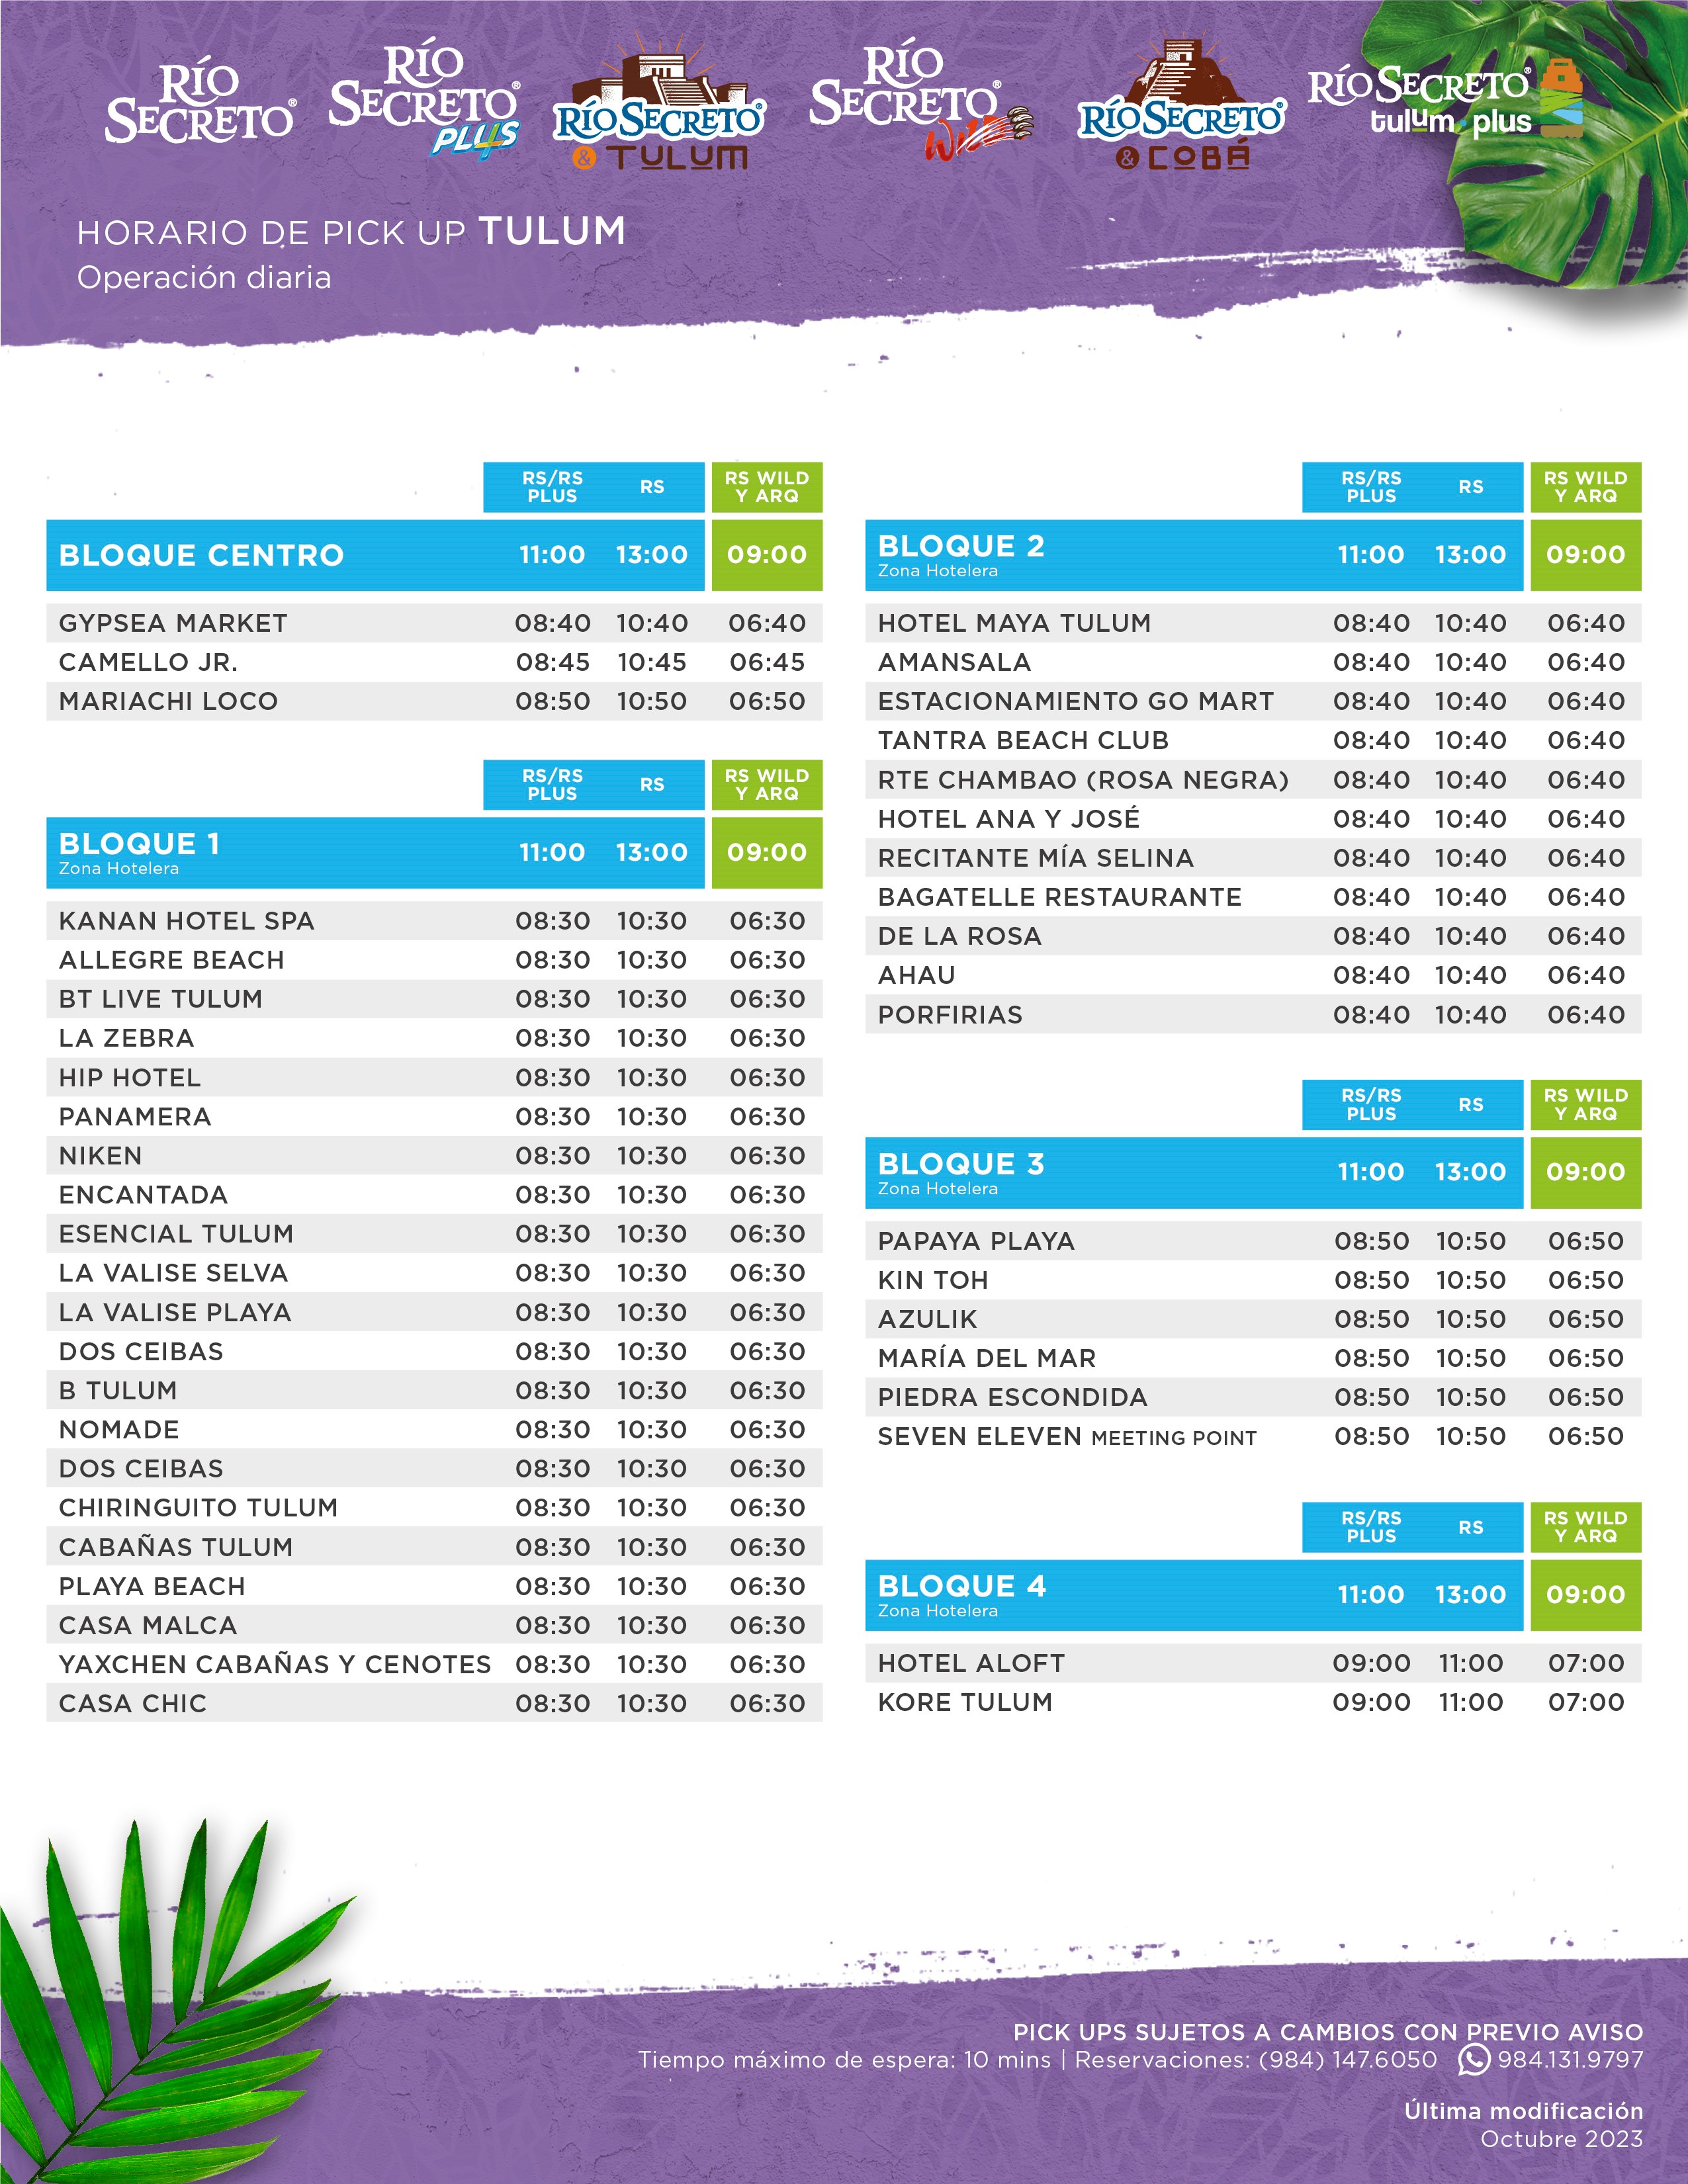 RÍO SECRETO®
RÍO SECRETO® PLUS
RÍO SECRETO® & TULUM
RÍO SECRETO® WILD
RÍO SECRETO® & COBÁ
RÍO SECRETO® tulum·plus
HORARIO DE PICK UP TULUM
Operación diaria
RS/RS PLUS RS RS WILD Y ARQ
BLOQUE CENTRO 11:00 13:00 09:00
GYPSEA MARKET 08:40 10:40 06:40
CAMELLO JR. 08:45 10:45 06:45
MARIACHI LOCO 08:50 10:50 06:50
RS/RS PLUS RS RS WILD Y ARQ
BLOQUE 1 11:00 13:00 09:00
Zona Hotelera
KANAN HOTEL SPA 08:30 10:30 06:30
ALLEGRE BEACH 08:30 10:30 06:30
BT LIVE TULUM 08:30 10:30 06:30
LA ZEBRA 08:30 10:30 06:30
HIP HOTEL 08:30 10:30 06:30
PANAMERA 08:30 10:30 06:30
NIKEN 08:30 10:30 06:30
ENCANTADA 08:30 10:30 06:30
ESENCIAL TULUM 08:30 10:30 06:30
LA VALISE SELVA 08:30 10:30 06:30
LA VALISE PLAYA 08:30 10:30 06:30
DOS CEIBAS 08:30 10:30 06:30
B TULUM 08:30 10:30 06:30
NOMADE 08:30 10:30 06:30
DOS CEIBAS 08:30 10:30 06:30
CHIRINGUITO TULUM 08:30 10:30 06:30
CABAÑAS TULUM 08:30 10:30 06:30
PLAYA BEACH 08:30 10:30 06:30
CASA MALCA 08:30 10:30 06:30
YAXCHEN CABAÑAS Y CENOTES 08:30 10:30 06:30
CASA CHIC 08:30 10:30 06:30
RS/RS PLUS RS RS WILD Y ARQ
BLOQUE 2 11:00 13:00 09:00
Zona Hotelera
HOTEL MAYA TULUM 08:40 10:40 06:40
AMANSALA 08:40 10:40 06:40
ESTACIONAMIENTO GO MART 08:40 10:40 06:40
TANTRA BEACH CLUB 08:40 10:40 06:40
RTE CHAMBAO (ROSA NEGRA) 08:40 10:40 06:40
HOTEL ANA Y JOSÉ 08:40 10:40 06:40
RECITANTE MÍA SELINA 08:40 10:40 06:40
BAGATELLE RESTAURANTE 08:40 10:40 06:40
DE LA ROSA 08:40 10:40 06:40
AHAU 08:40 10:40 06:40
PORFIRIAS 08:40 10:40 06:40
RS/RS PLUS RS RS WILD Y ARQ
BLOQUE 3 11:00 13:00 09:00
Zona Hotelera
PAPAYA PLAYA 08:50 10:50 06:50
KIN TOH 08:50 10:50 06:50
AZULIK 08:50 10:50 06:50
MARÍA DEL MAR 08:50 10:50 06:50
PIEDRA ESCONDIDA 08:50 10:50 06:50
SEVEN ELEVEN MEETING POINT 08:50 10:50 06:50
RS/RS PLUS RS RS WILD Y ARQ
BLOQUE 4 11:00 13:00 09:00
Zona Hotelera
HOTEL ALOFT 09:00 11:00 07:00
KORE TULUM 09:00 11:00 07:00
PICK UPS SUJETOS A CAMBIOS CON PREVIO AVISO
Tiempo máximo de espera: 10 mins | Reservaciones: (984) 147.6050 984.131.9797
Última modificación
Octubre 2023